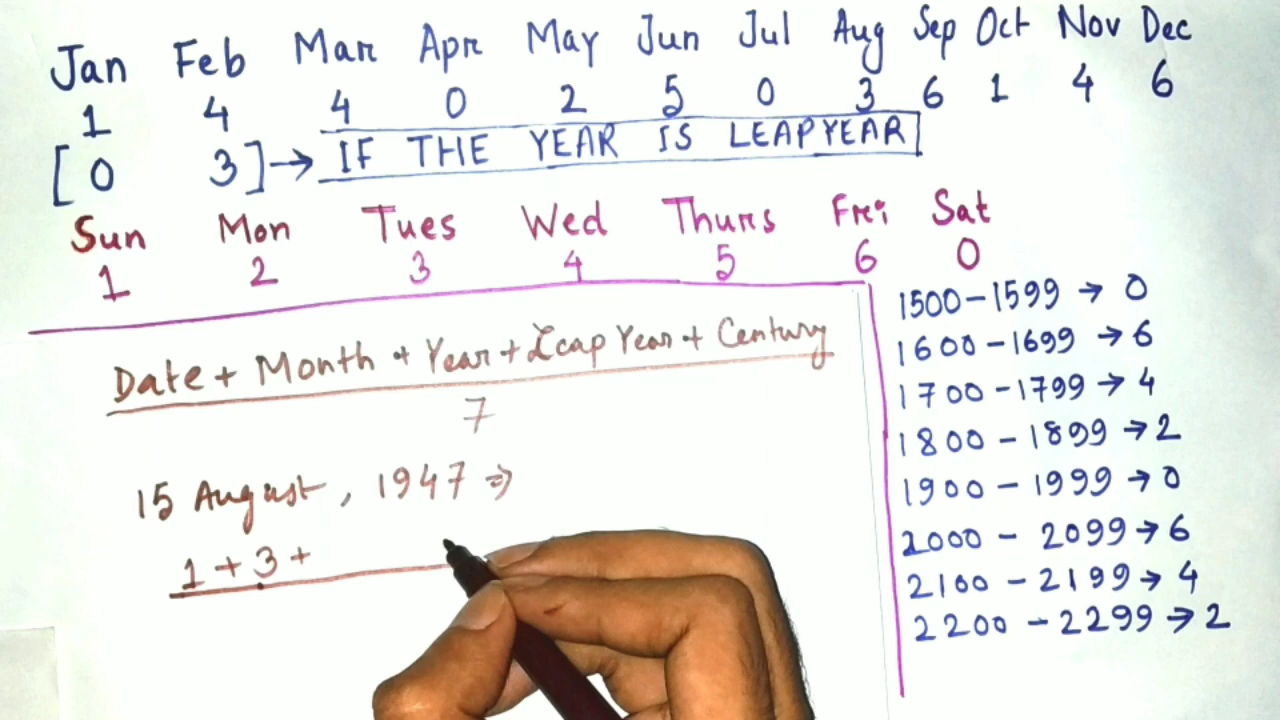 Jan Feb Mar Apr May Jun Jul Aug Sep Oct Nov Dec
1 4 4 0 2 5 0 3 6 1 4 6
[0 3] → IF THE YEAR IS LEAPYEAR
Sun Mon Tues Wed Thurs Fri Sat
1 2 3 4 5 6 0
Date + Month + Year + Leap Year + Century
7
15 August, 1947 ⇒
1 + 3 +
1500 - 1599 → 0
1600 - 1699 → 6
1700 - 1799 → 4
1800 - 1899 → 2
1900 - 1999 → 0
2000 - 2099 → 6
2100 - 2199 → 4
2200 - 2299 → 2